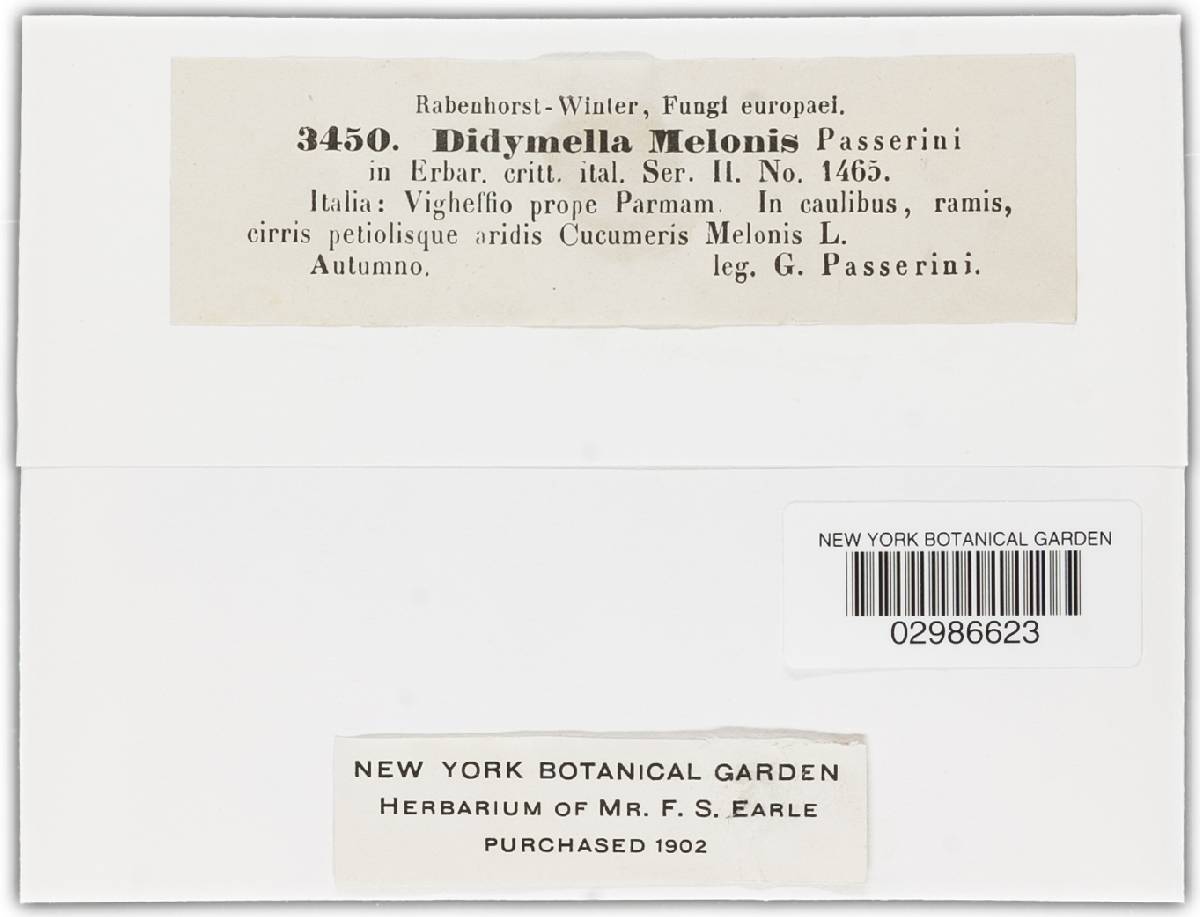 Rabenhorst-Winter, Fungi europaei.
3450. Didymella Melonis Passerini
in Erbar. critt. ital. Ser. II. No. 1465.
Italia: Vigheffio prope Parmam. In caulibus, ramis,
cirris petiolisque aridis Cucumeris Melonis L.
Autumno. leg. G. Passerini.
NEW YORK BOTANICAL GARDEN
02986623
NEW YORK BOTANICAL GARDEN
HERBARIUM OF MR. F. S. EARLE
PURCHASED 1902